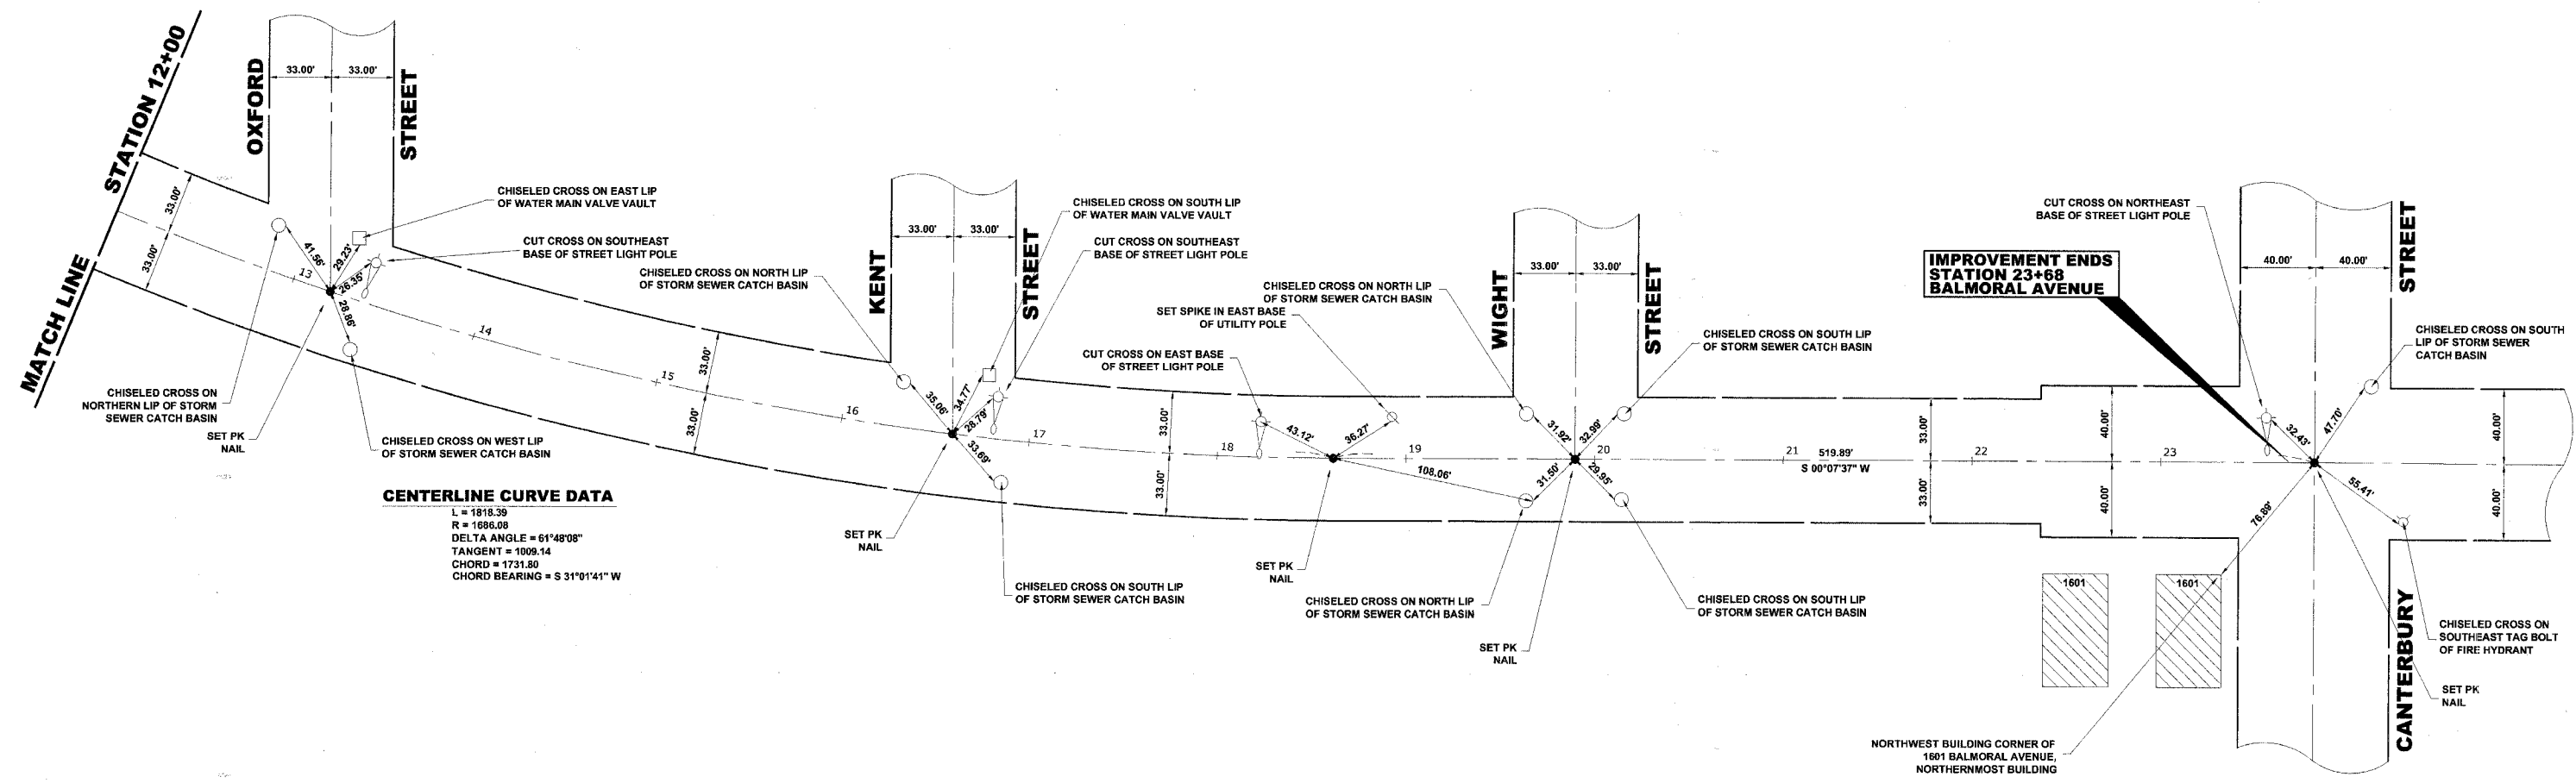 MATCH LINE
STATION 12+00
33.00'
33.00'
OXFORD
STREET
33.00'
33.00'
CHISELED CROSS ON EAST LIP
OF WATER MAIN VALVE VAULT
CUT CROSS ON SOUTHEAST
BASE OF STREET LIGHT POLE
41.56'
29.23'
26.35'
28.86'
13
CHISELED CROSS ON
NORTHERN LIP OF STORM
SEWER CATCH BASIN
SET PK
NAIL
CHISELED CROSS ON WEST LIP
OF STORM SEWER CATCH BASIN
14
15
33.00'
33.00'
16
CENTERLINE CURVE DATA
L = 1818.39
R = 1686.08
DELTA ANGLE = 61°48'08"
TANGENT = 1009.14
CHORD = 1731.80
CHORD BEARING = S 31°01'41" W
KENT
STREET
33.00'
33.00'
CHISELED CROSS ON NORTH LIP
OF STORM SEWER CATCH BASIN
CHISELED CROSS ON SOUTH LIP
OF WATER MAIN VALVE VAULT
CUT CROSS ON SOUTHEAST
BASE OF STREET LIGHT POLE
35.06'
34.77'
28.79'
33.69'
17
SET PK
NAIL
CHISELED CROSS ON SOUTH LIP
OF STORM SEWER CATCH BASIN
33.00'
33.00'
18
CHISELED CROSS ON NORTH LIP
OF STORM SEWER CATCH BASIN
SET SPIKE IN EAST BASE
OF UTILITY POLE
CUT CROSS ON EAST BASE
OF STREET LIGHT POLE
43.12'
36.27'
108.06'
19
SET PK
NAIL
CHISELED CROSS ON NORTH LIP
OF STORM SEWER CATCH BASIN
WIGHT
STREET
33.00'
33.00'
CHISELED CROSS ON SOUTH LIP
OF STORM SEWER CATCH BASIN
31.92'
32.99'
31.50'
29.95'
20
SET PK
NAIL
CHISELED CROSS ON SOUTH LIP
OF STORM SEWER CATCH BASIN
21
519.89'
S 00°07'37" W
33.00'
33.00'
22
40.00'
40.00'
23
IMPROVEMENT ENDS
STATION 23+68
BALMORAL AVENUE
CUT CROSS ON NORTHEAST
BASE OF STREET LIGHT POLE
40.00'
40.00'
STREET
CHISELED CROSS ON SOUTH
LIP OF STORM SEWER
CATCH BASIN
32.43'
47.70'
55.41'
76.89'
40.00'
40.00'
1601
1601
CANTERBURY
CHISELED CROSS ON
SOUTHEAST TAG BOLT
OF FIRE HYDRANT
SET PK
NAIL
NORTHWEST BUILDING CORNER OF
1601 BALMORAL AVENUE,
NORTHERNMOST BUILDING